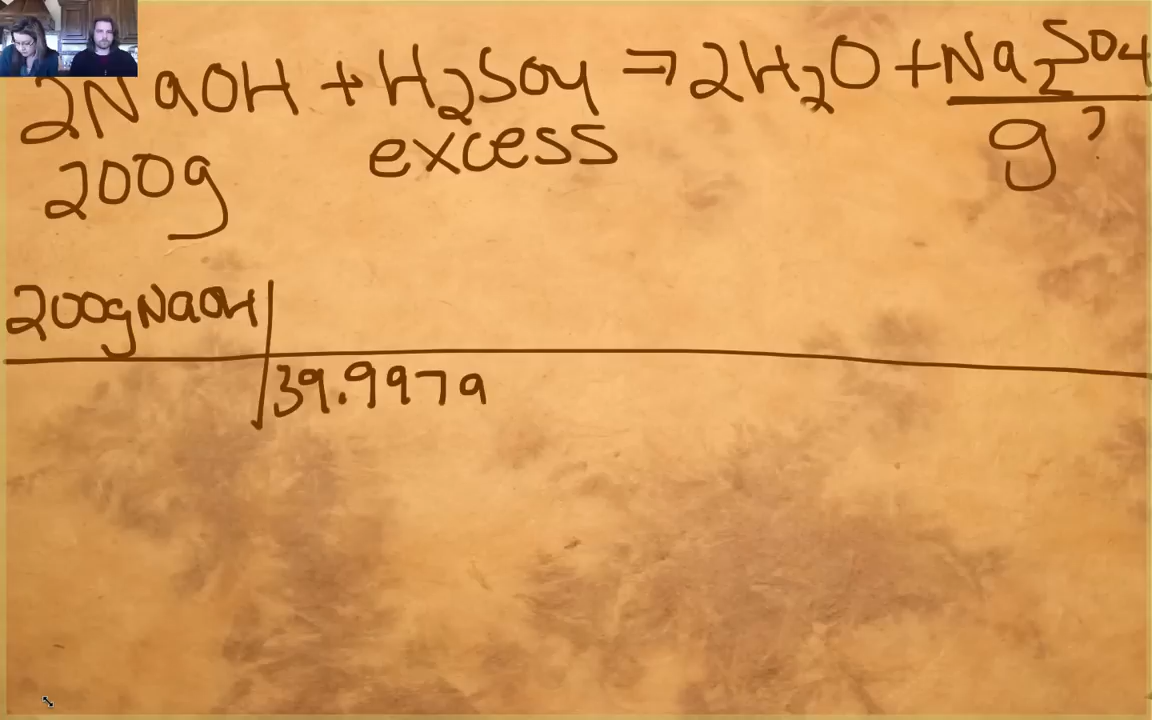 2NaOH + H₂SO₄ ⇒ 2H₂O + Na₂SO₄
200g excess g?
200g NaOH
39.997g